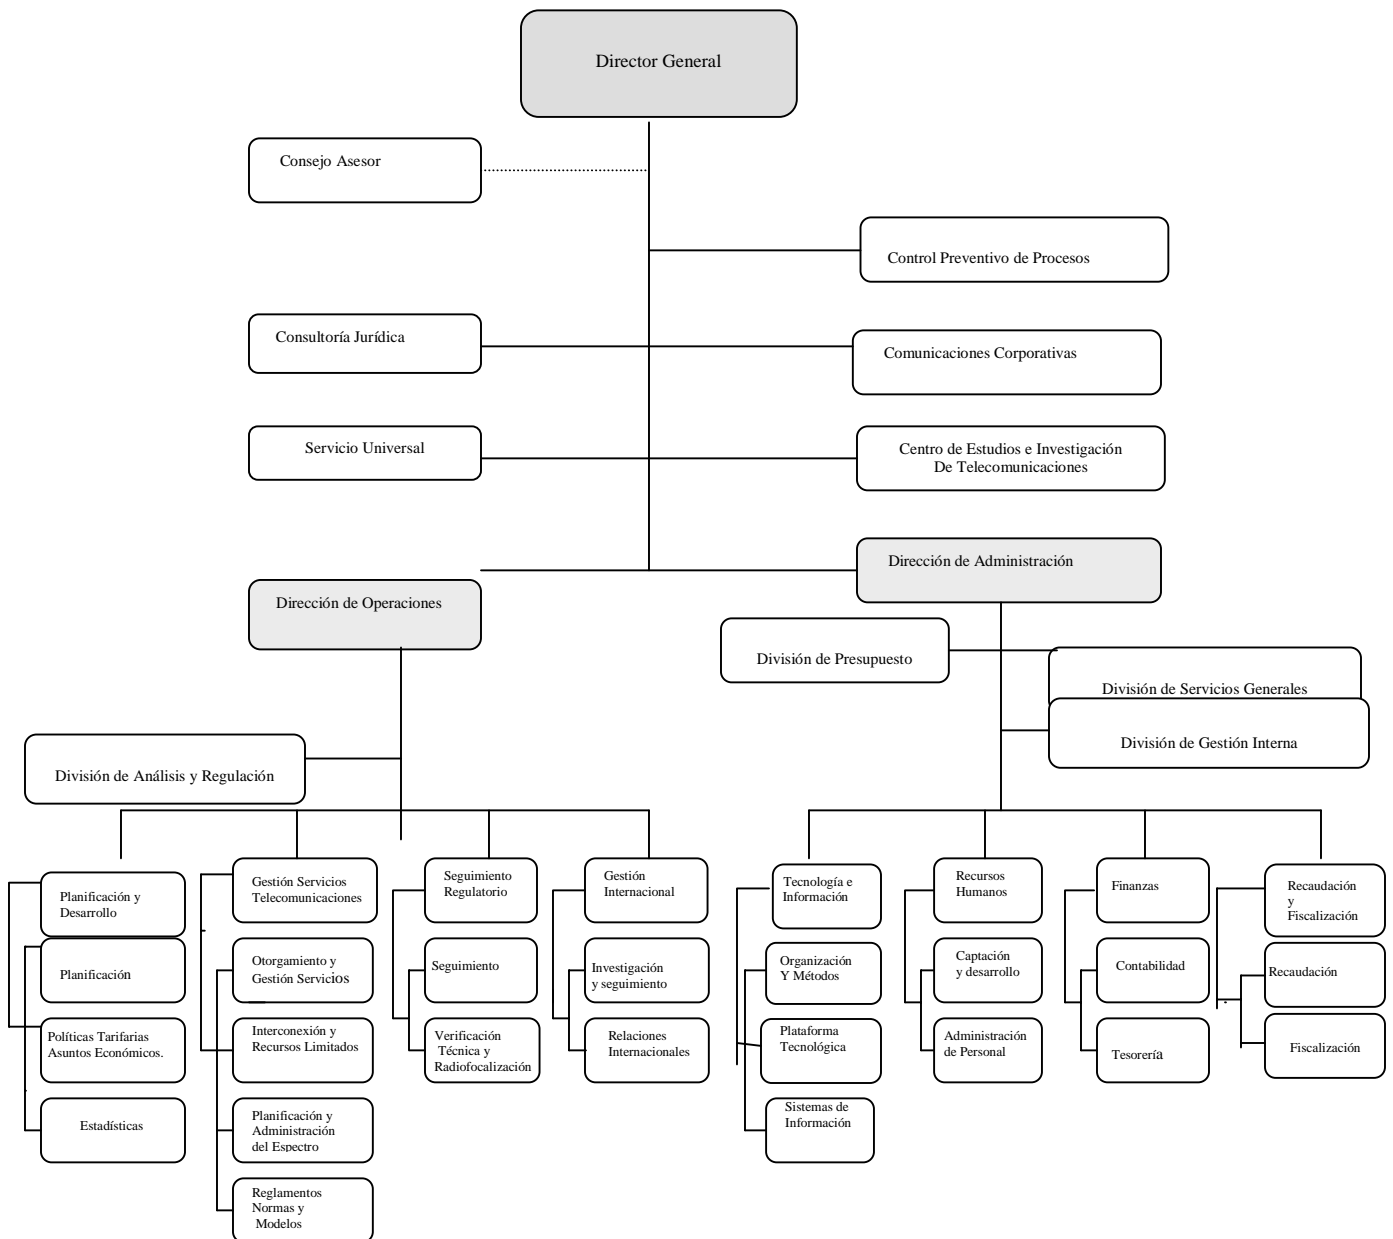 Director General
Consejo Asesor
Control Preventivo de Procesos
Consultoría Jurídica
Comunicaciones Corporativas
Servicio Universal
Centro de Estudios e Investigación
De Telecomunicaciones
Dirección de Administración
Dirección de Operaciones
División de Presupuesto
División de Servicios Generales
División de Gestión Interna
División de Análisis y Regulación
Planificación y
Desarrollo
Planificación
Políticas Tarifarias
Asuntos Económicos.
Estadísticas
Gestión Servicios
Telecomunicaciones
Otorgamiento y
Gestión Servicios
Interconexión y
Recursos Limitados
Planificación y
Administración
del Espectro
Reglamentos
Normas y
Modelos
Seguimiento
Regulatorio
Seguimiento
Verificación
Técnica y
Radiofocalización
Gestión
Internacional
Investigación
y seguimiento
Relaciones
Internacionales
Tecnología e
Información
Organización
Y Métodos
Plataforma
Tecnológica
Sistemas de
Información
Recursos
Humanos
Captación
y desarrollo
Administración
de Personal
Finanzas
Contabilidad
Tesorería
Recaudación
y
Fiscalización
Recaudación
Fiscalización